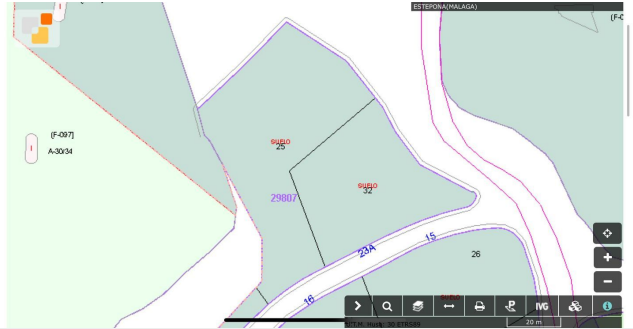 ESTEPONA(MALAGA)
(F-C
I
(F-097]
I
A-30/34
SUELO
25
SUELO
32
29807
23A
15
26
16
IVG
20 m